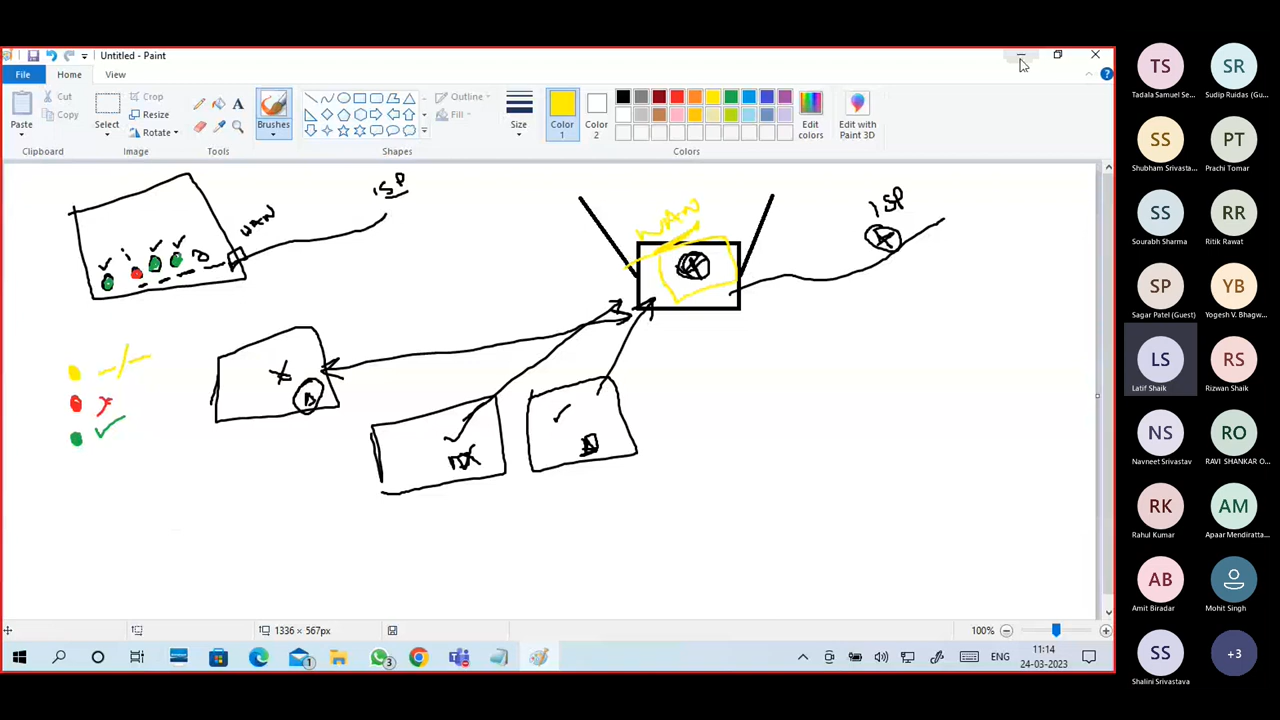 Untitled - Paint
File
Home
View
Paste
Cut
Copy
Clipboard
Select
Crop
Resize
Rotate
Image
A
Tools
Brushes
Outline
Fill
Shapes
Size
Color
1
Color
2
Edit
colors
Edit with
Paint 3D
Colors
ISP
WAN
WAN
ISP
1336 × 567px
100%
1
3
ENG
11:14
24-03-2023
TS
Tadala Samuel Se...
SR
Sudip Ruidas (Gu...
SS
Shubham Srivasta...
PT
Prachi Tomar
SS
Sourabh Sharma
RR
Ritik Rawat
SP
Sagar Patel (Guest)
YB
Yogesh V. Bhagw...
LS
Latif Shaik
RS
Rizwan Shaik
NS
Navneet Srivastav
RO
RAVI SHANKAR O...
RK
Rahul Kumar
AM
Apaar Mendiratta...
AB
Amit Biradar
Mohit Singh
SS
Shalini Srivastava
+3